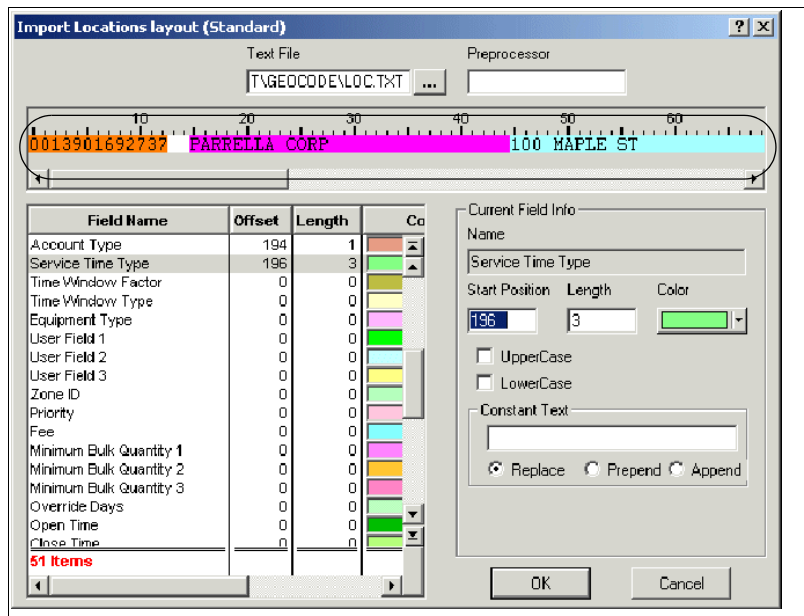 Import Locations layout (Standard)
Text File Preprocessor
T\GEOCODE\LOC.TXT ...
10 20 30 40 50 60
0013901692737 PARRELLA CORP 100 MAPLE ST
Field Name Offset Length Co
Account Type 194 1
Service Time Type 196 3
Time Window Factor 0 0
Time Window Type 0 0
Equipment Type 0 0
User Field 1 0 0
User Field 2 0 0
User Field 3 0 0
Zone ID 0 0
Priority 0 0
Fee 0 0
Minimum Bulk Quantity 1 0 0
Minimum Bulk Quantity 2 0 0
Minimum Bulk Quantity 3 0 0
Override Days 0 0
Open Time 0 0
Close Time 0 0
51 Items
Current Field Info
Name
Service Time Type
Start Position Length Color
196 3
UpperCase
LowerCase
Constant Text
Replace Prepend Append
OK Cancel